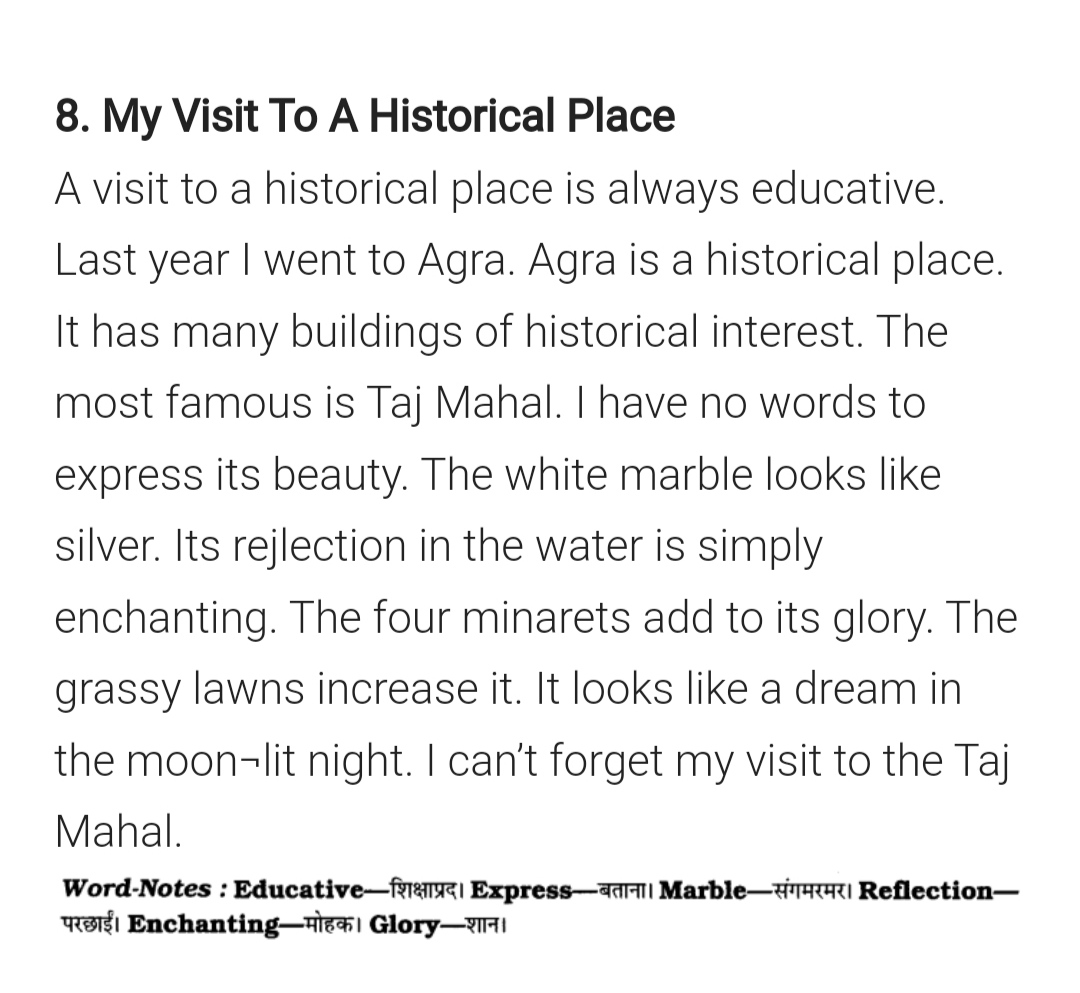 8. My Visit To A Historical Place
A visit to a historical place is always educative.
Last year I went to Agra. Agra is a historical place.
It has many buildings of historical interest. The
most famous is Taj Mahal. I have no words to
express its beauty. The white marble looks like
silver. Its rejlection in the water is simply
enchanting. The four minarets add to its glory. The
grassy lawns increase it. It looks like a dream in
the moon¬lit night. I can’t forget my visit to the Taj
Mahal.
Word-Notes : Educative—शिक्षाप्रद। Express—बताना। Marble—संगमरमर। Reflection—
परछाईं। Enchanting—मोहक। Glory—शान।